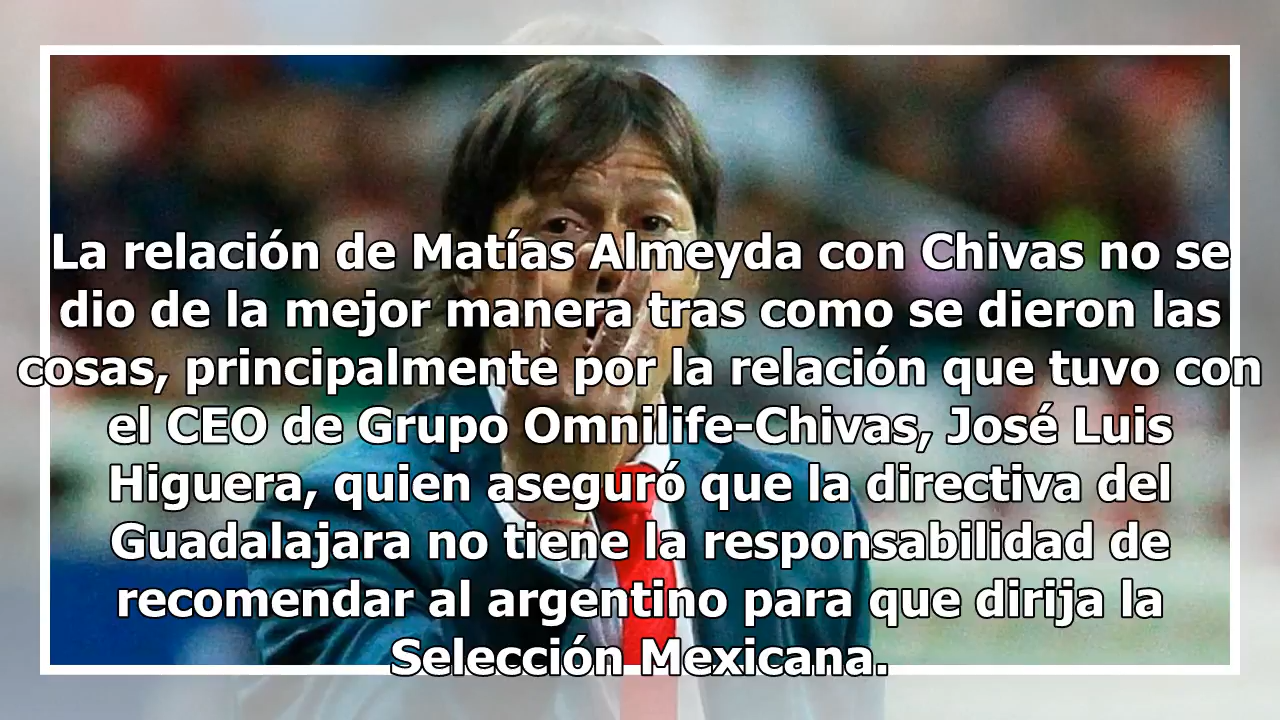 La relación de Matías Almeyda con Chivas no se
dio de la mejor manera tras como se dieron las
cosas, principalmente por la relación que tuvo con
el CEO de Grupo Omnilife-Chivas, José Luis
Higuera, quien aseguró que la directiva del
Guadalajara no tiene la responsabilidad de
recomendar al argentino para que dirija la
Selección Mexicana.